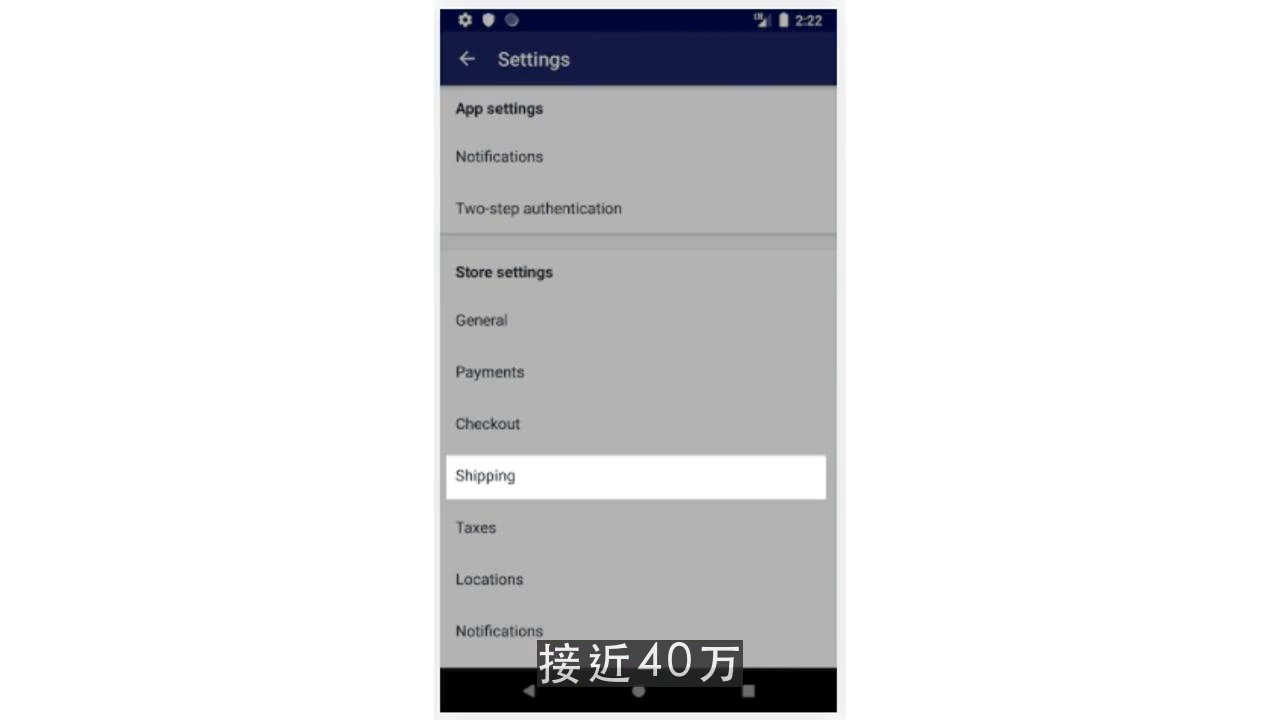 2:22
Settings
App settings
Notifications
Two-step authentication
Store settings
General
Payments
Checkout
Shipping
Taxes
Locations
Notifications
接近40万